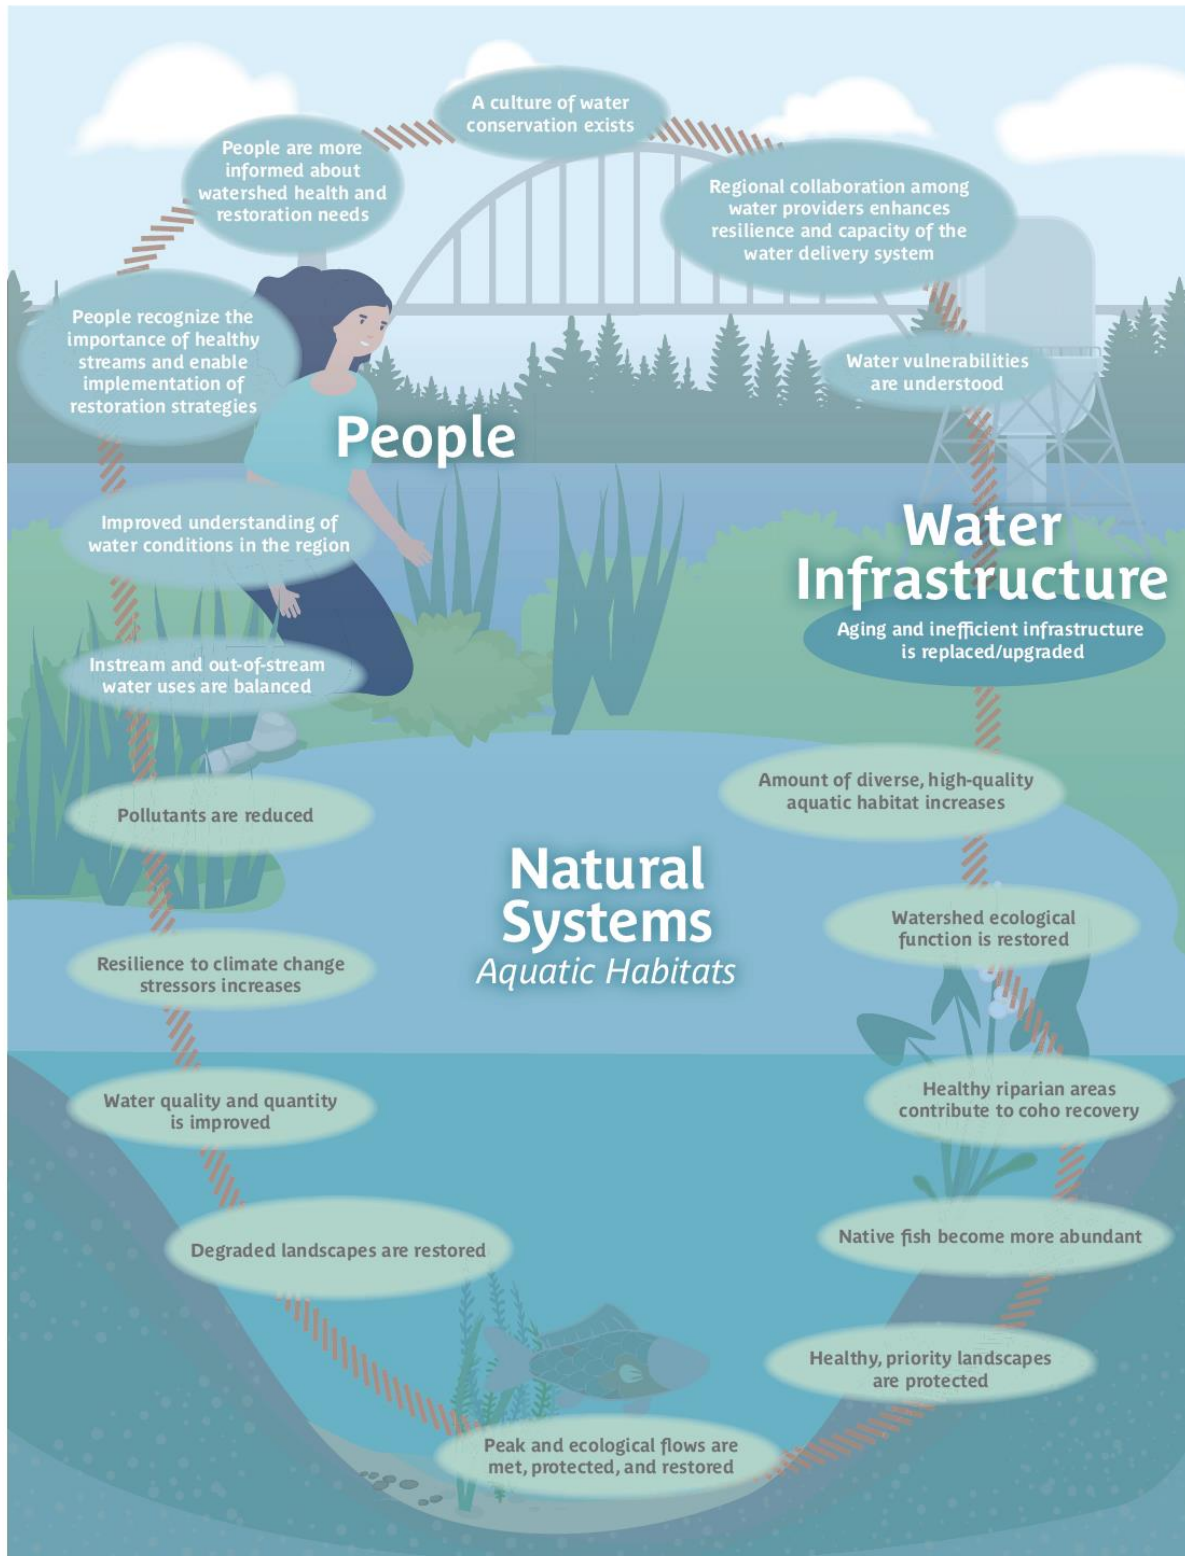 A culture of water
conservation exists
People are more
informed about
watershed health and
restoration needs
Regional collaboration among
water providers enhances
resilience and capacity of the
water delivery system
People recognize the
importance of healthy
streams and enable
implementation of
restoration strategies
Water vulnerabilities
are understood
People
Improved understanding of
water conditions in the region
Water
Infrastructure
Aging and inefficient infrastructure
is replaced/upgraded
Instream and out-of-stream
water uses are balanced
Amount of diverse, high-quality
aquatic habitat increases
Pollutants are reduced
Natural
Systems
Aquatic Habitats
Watershed ecological
function is restored
Resilience to climate change
stressors increases
Healthy riparian areas
contribute to coho recovery
Water quality and quantity
is improved
Native fish become more abundant
Degraded landscapes are restored
Healthy, priority landscapes
are protected
Peak and ecological flows are
met, protected, and restored